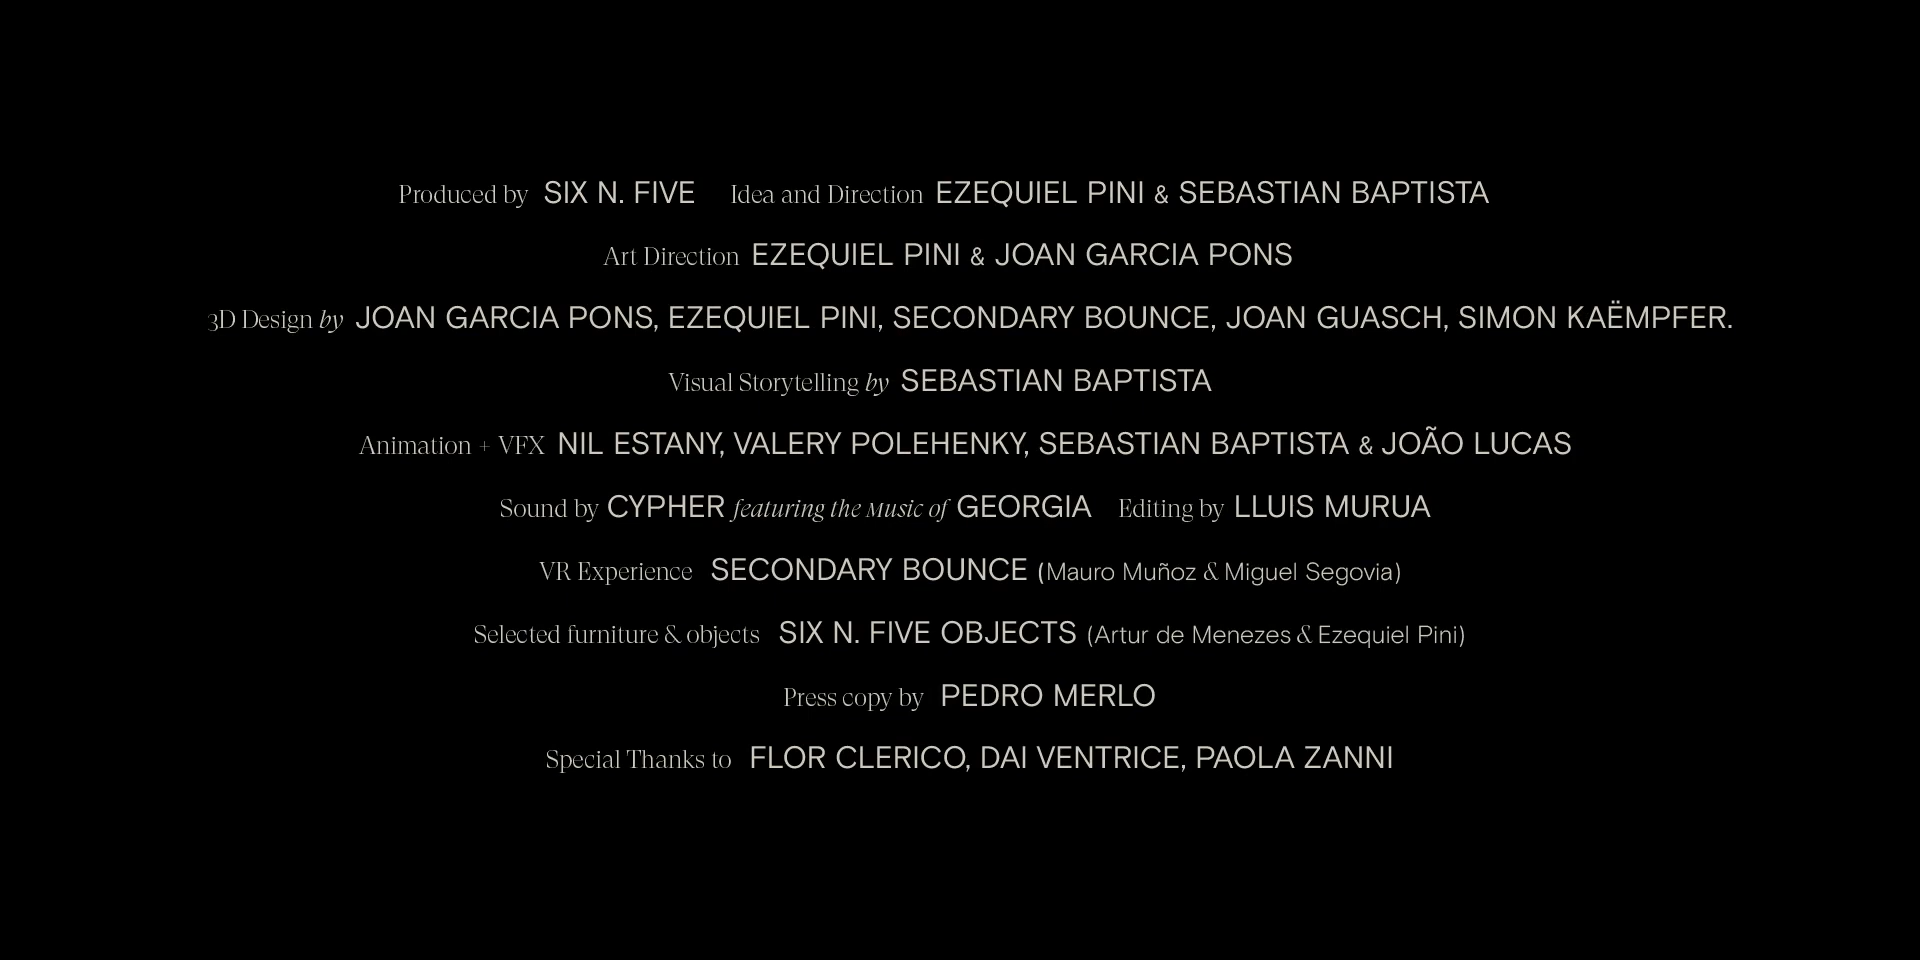 Produced by SIX N. FIVE Idea and Direction EZEQUIEL PINI & SEBASTIAN BAPTISTA
Art Direction EZEQUIEL PINI & JOAN GARCIA PONS
3D Design by JOAN GARCIA PONS, EZEQUIEL PINI, SECONDARY BOUNCE, JOAN GUASCH, SIMON KAËMPFER.
Visual Storytelling by SEBASTIAN BAPTISTA
Animation + VFX NIL ESTANY, VALERY POLEHENKY, SEBASTIAN BAPTISTA & JOÃO LUCAS
Sound by CYPHER featuring the Music of GEORGIA Editing by LLUIS MURUA
VR Experience SECONDARY BOUNCE (Mauro Muñoz & Miguel Segovia)
Selected furniture & objects SIX N. FIVE OBJECTS (Artur de Menezes & Ezequiel Pini)
Press copy by PEDRO MERLO
Special Thanks to FLOR CLERICO, DAI VENTRICE, PAOLA ZANNI